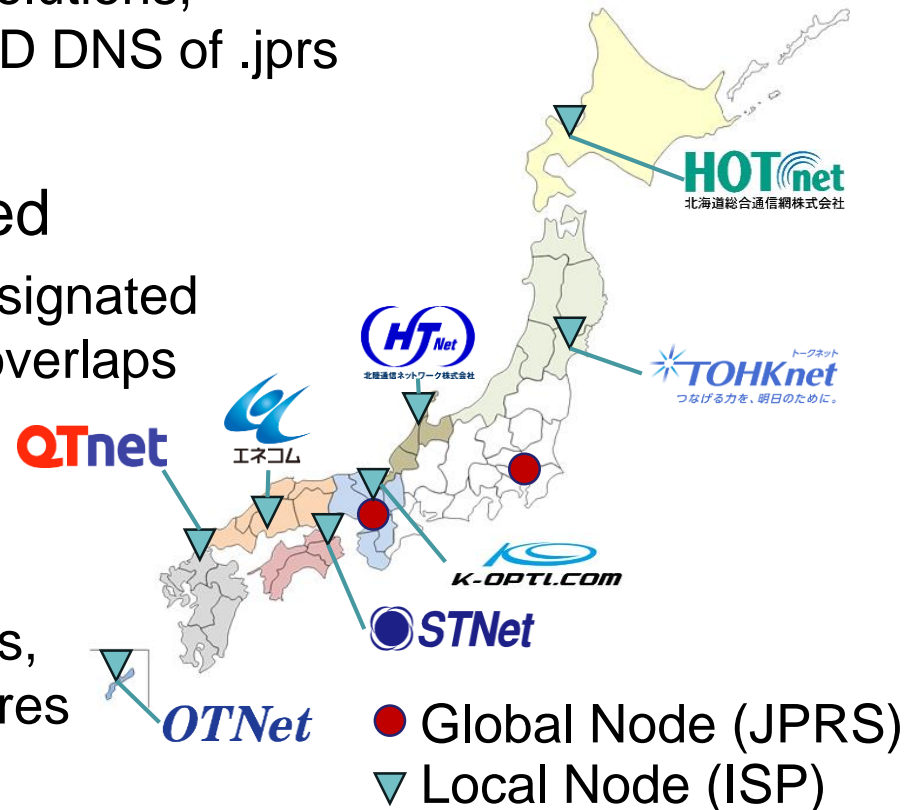 olutions,
D DNS of .jprs
HOTnet
北海道総合通信網株式会社
ed
signated
overlaps
HTNet
北陸通信ネットワーク株式会社
トークネット
TOHKnet
つなげる力を、明日のために。
QTnet
エネコム
K-OPTI.COM
STNet
s,
res
OTNet
Global Node (JPRS)
Local Node (ISP)